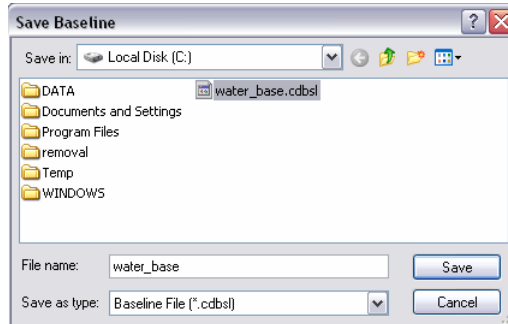 Save Baseline
Save in: Local Disk (C:)
DATA
Documents and Settings
Program Files
removal
Temp
WINDOWS
water_base.cdbsl
File name: water_base
Save
Save as type: Baseline File (*.cdbsl)
Cancel